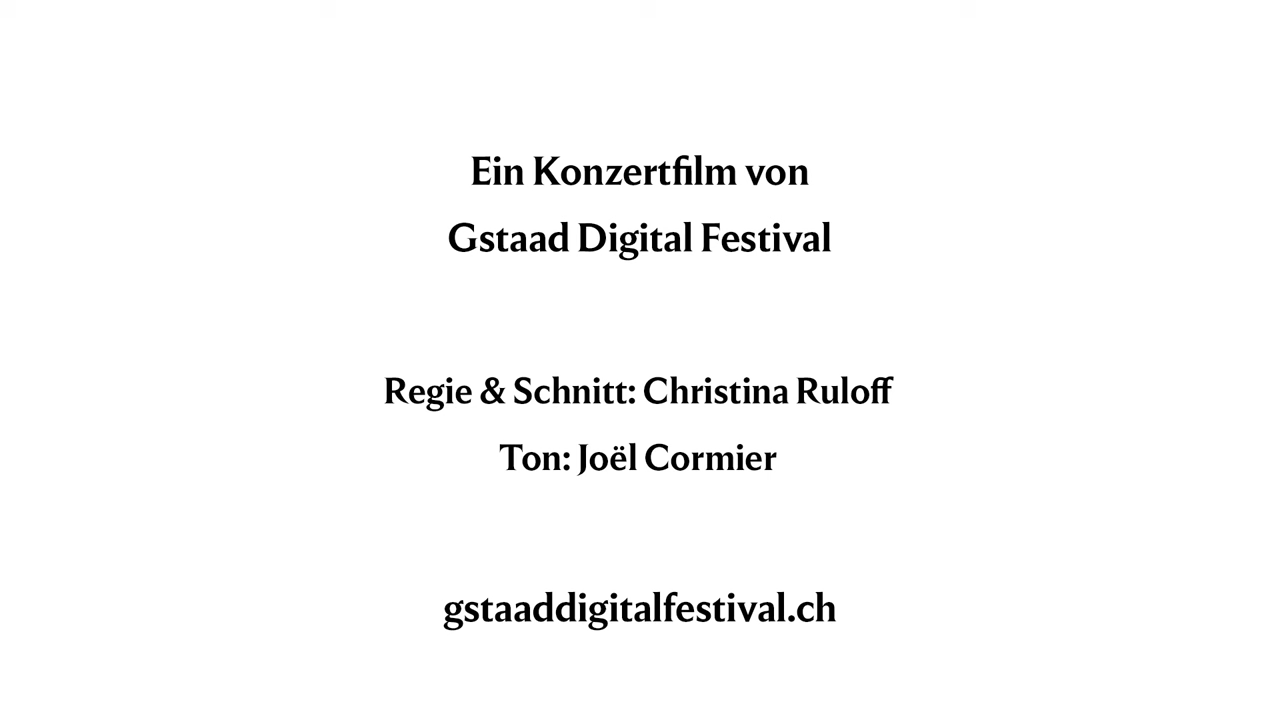 Ein Konzertfilm von
Gstaad Digital Festival
Regie & Schnitt: Christina Ruloff
Ton: Joël Cormier
gstaaddigitalfestival.ch